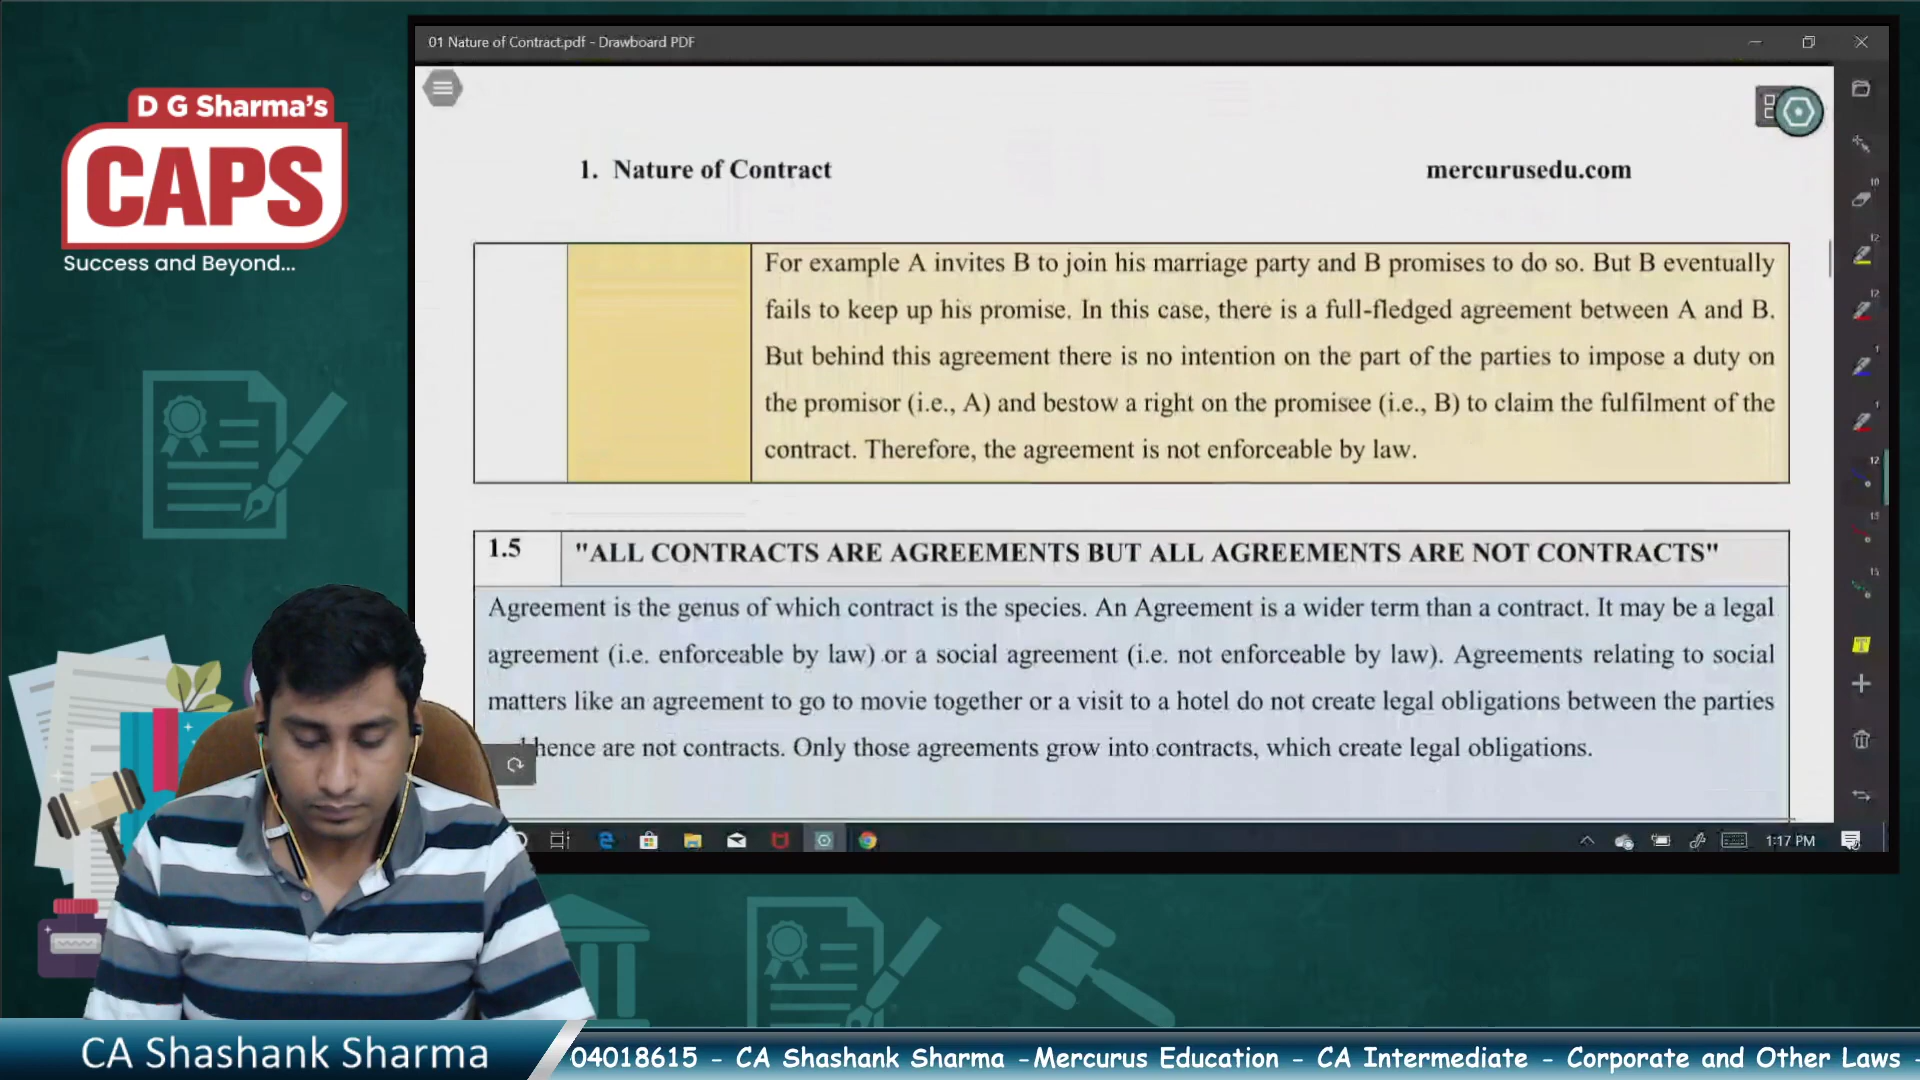 01 Nature of Contract.pdf - Drawboard PDF
D G Sharma's
CAPS
Success and Beyond...
1. Nature of Contract
mercurusedu.com
For example A invites B to join his marriage party and B promises to do so. But B eventually
fails to keep up his promise. In this case, there is a full-fledged agreement between A and B.
But behind this agreement there is no intention on the part of the parties to impose a duty on
the promisor (i.e., A) and bestow a right on the promisee (i.e., B) to claim the fulfilment of the
contract. Therefore, the agreement is not enforceable by law.
1.5 "ALL CONTRACTS ARE AGREEMENTS BUT ALL AGREEMENTS ARE NOT CONTRACTS"
Agreement is the genus of which contract is the species. An Agreement is a wider term than a contract. It may be a legal
agreement (i.e. enforceable by law) or a social agreement (i.e. not enforceable by law). Agreements relating to social
matters like an agreement to go to movie together or a visit to a hotel do not create legal obligations between the parties
hence are not contracts. Only those agreements grow into contracts, which create legal obligations.
10
12
12
1
1
12
15
15
1:17 PM
CA Shashank Sharma
04018615 - CA Shashank Sharma -Mercurus Education - CA Intermediate - Corporate and Other Laws -